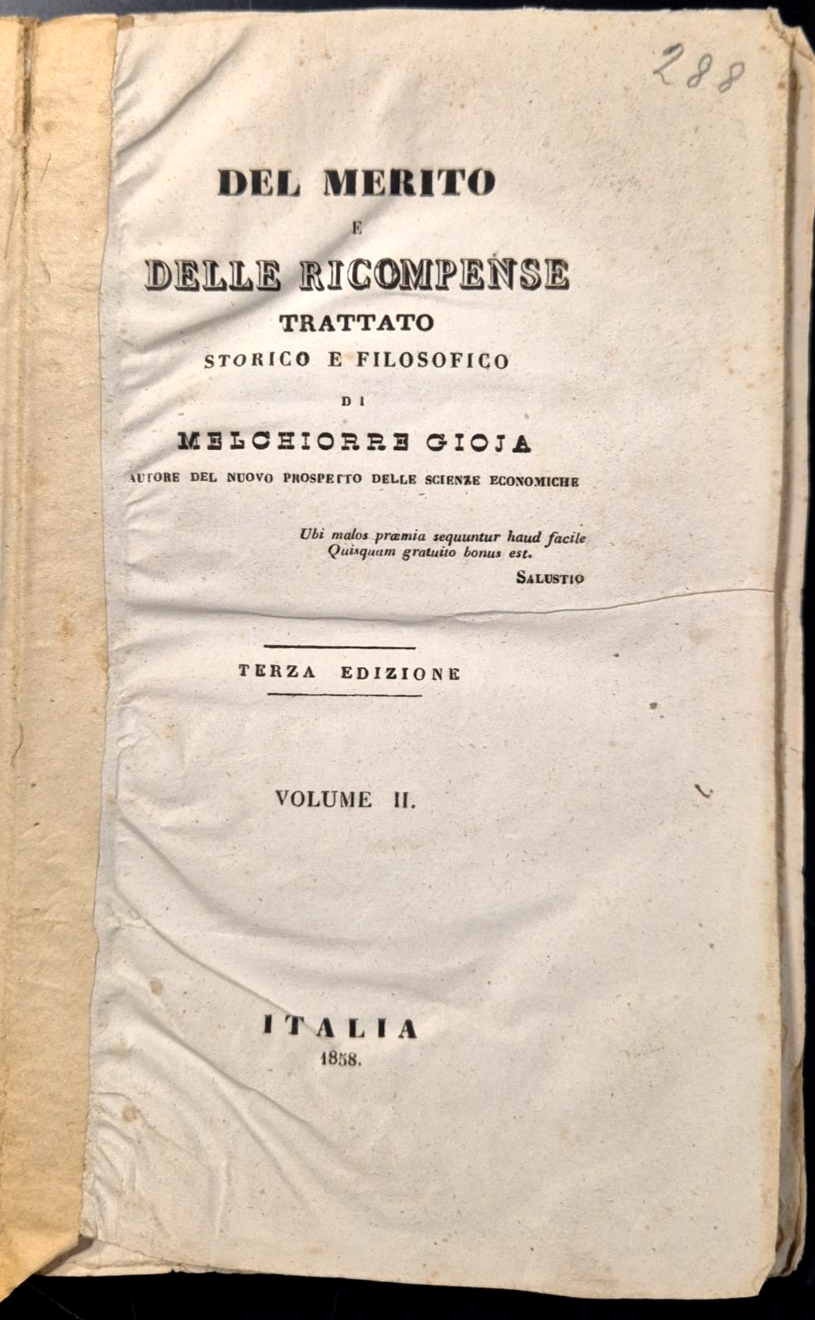 288
DEL MERITO
E
DELLE RICOMPENSE
TRATTATO
STORICO E FILOSOFICO
DI
MELCHIORRE GIOJA
AUTORE DEL NUOVO PROSPETTO DELLE SCIENZE ECONOMICHE
Ubi malos præmia sequuntur haud facile
Quisquam gratuito bonus est.
SALUSTIO
TERZA EDIZIONE
VOLUME II.
ITALIA
1858.